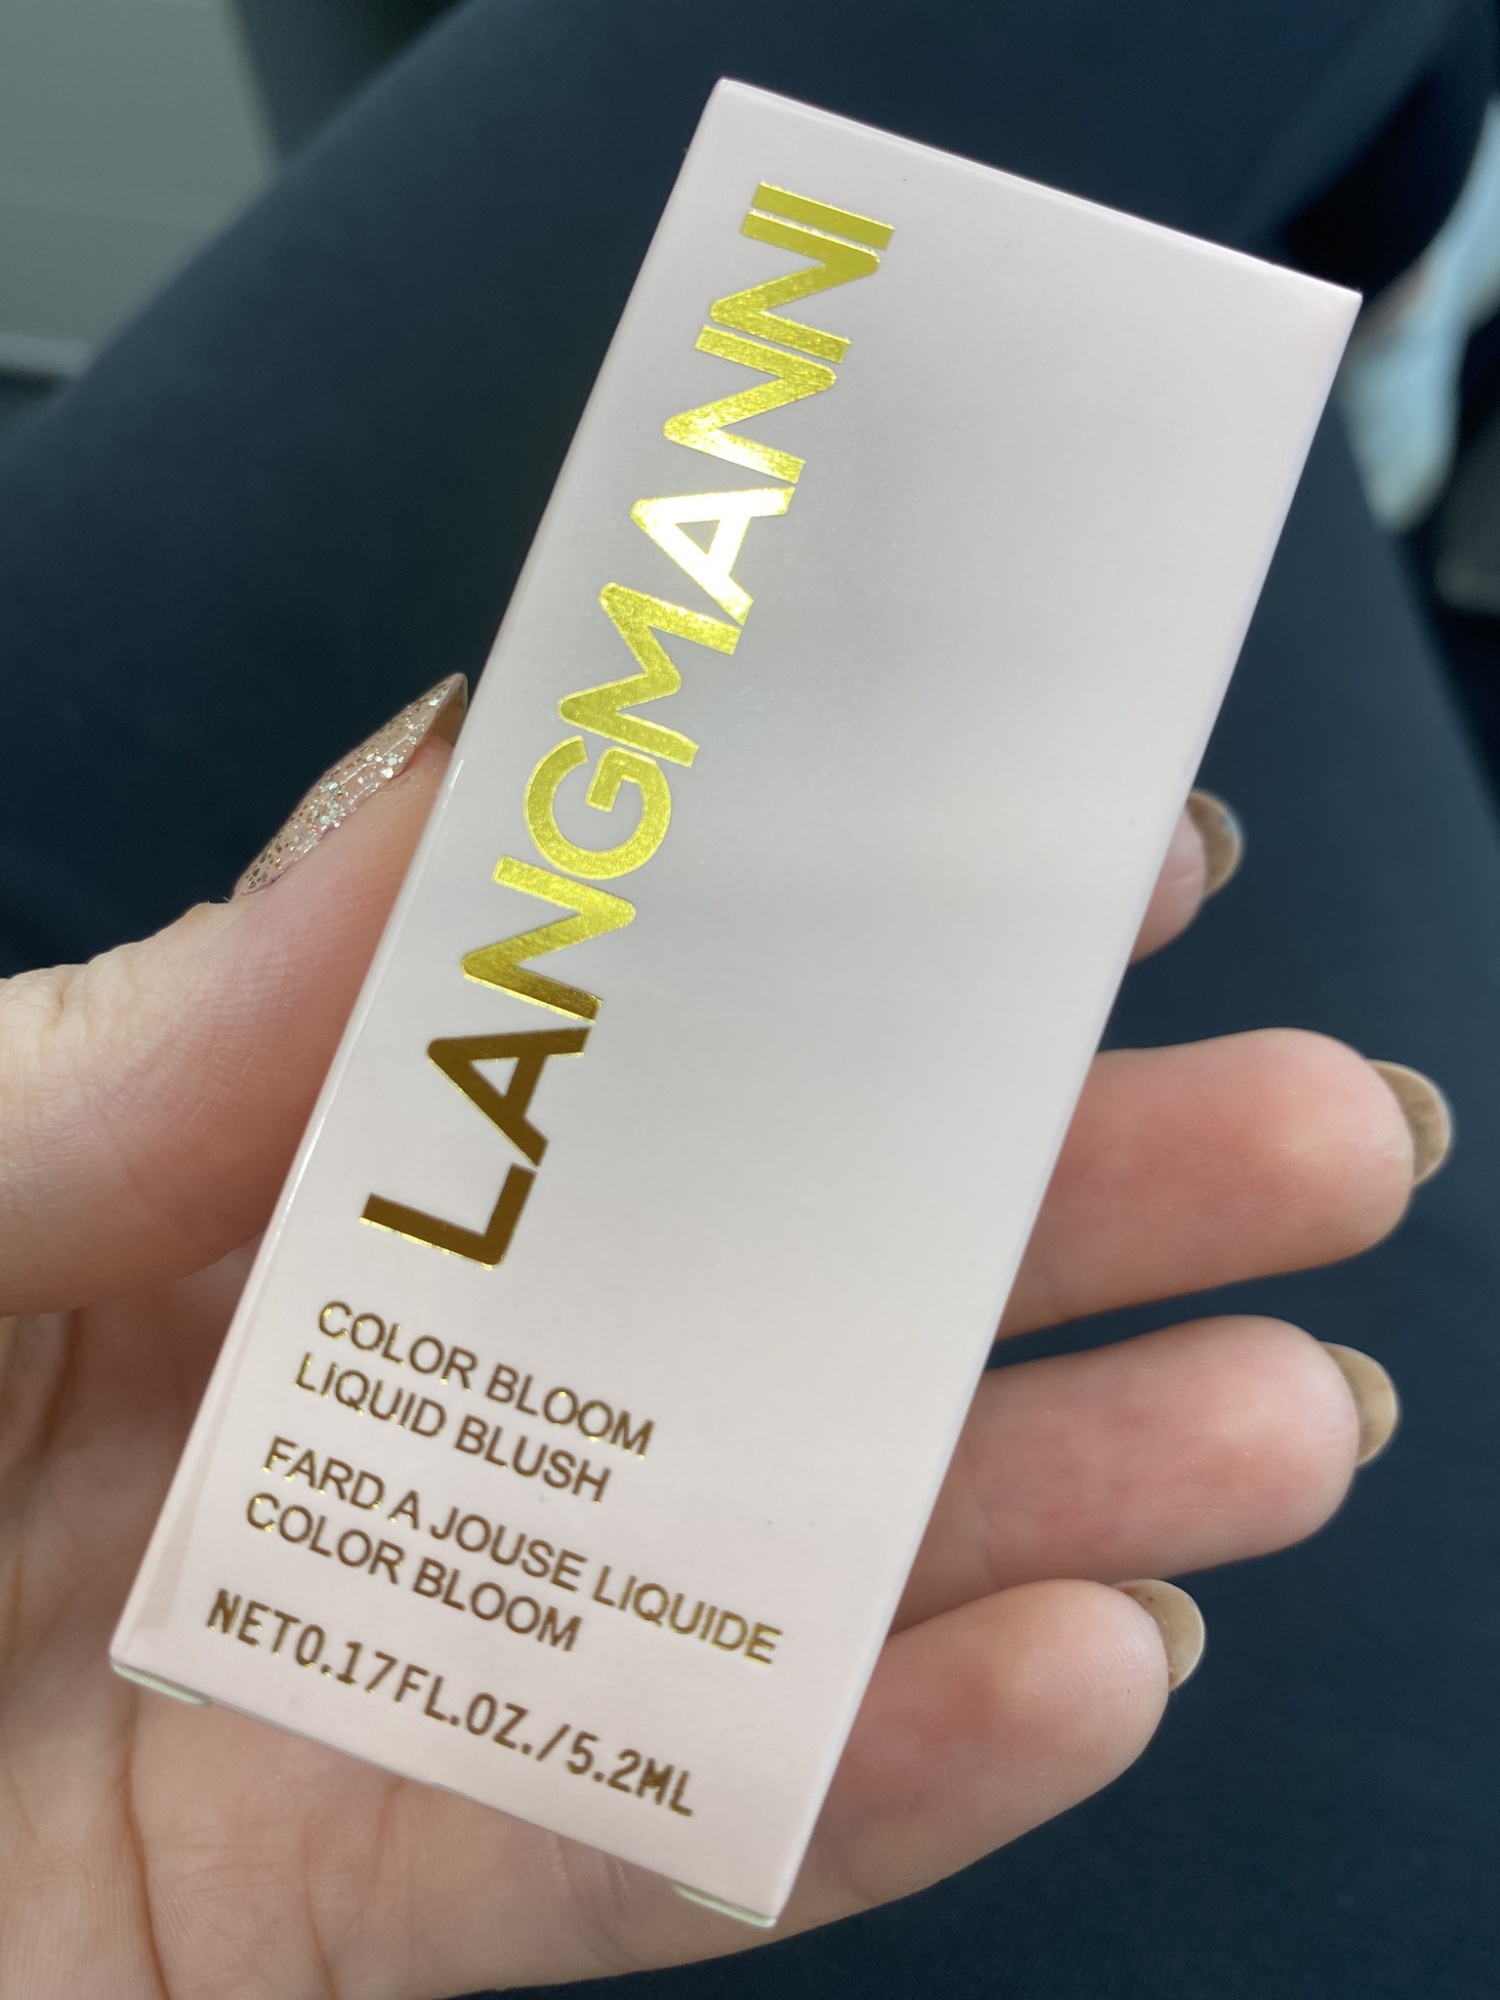 LANGMANNI
COLOR BLOOM
LIQUID BLUSH
FARD A JOUSE LIQUIDE
COLOR BLOOM
NET0.17FL.OZ./5.2ML